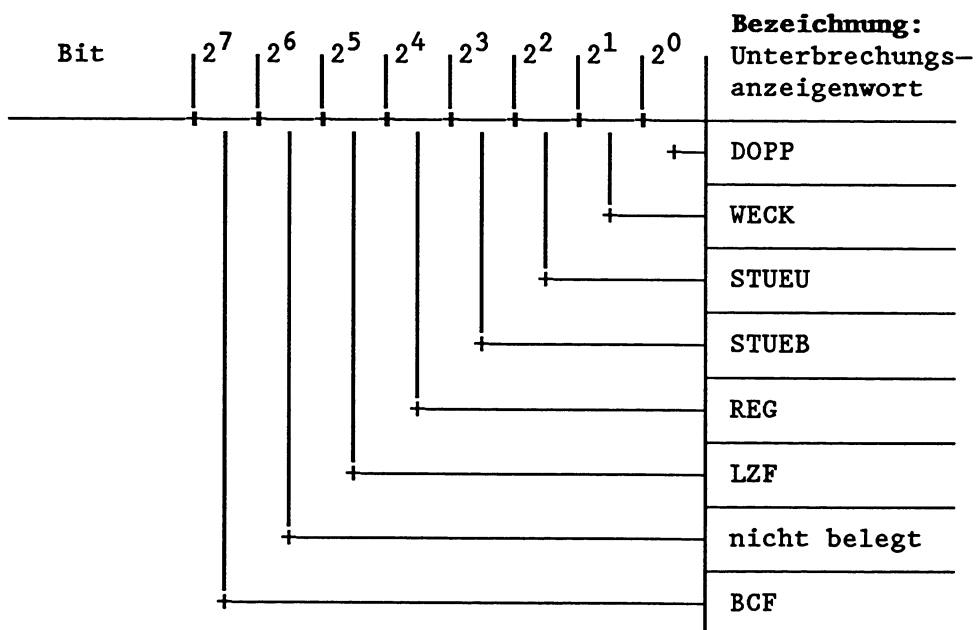 Bezeichnung:
Bit 2^7 2^6 2^5 2^4 2^3 2^2 2^1 2^0 Unterbrechungs—
anzeigenwort
DOPP
WECK
STUEU
STUEB
REG
LZF
nicht belegt
BCF